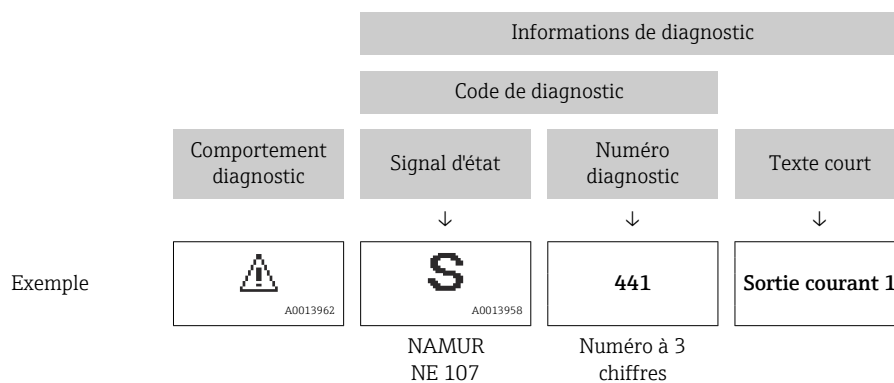 Informations de diagnostic
Code de diagnostic
Comportement
diagnostic
Signal d'état
Numéro
diagnostic
Texte court
↓ ↓ ↓
Exemple
A0013962
S
A0013958
441
Sortie courant 1
NAMUR
NE 107
Numéro à 3
chiffres